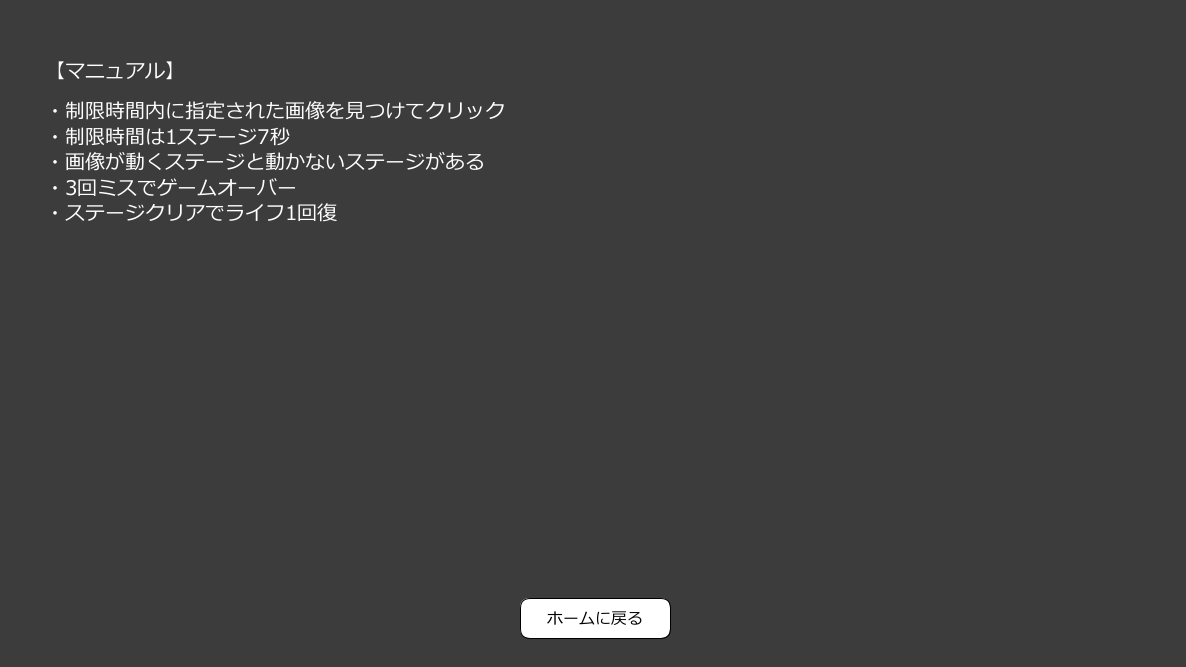 【マニュアル】
・制限時間内に指定された画像を見つけてクリック
・制限時間は1ステージ7秒
・画像が動くステージと動かないステージがある
・3回ミスでゲームオーバー
・ステージクリアでライフ1回復
ホームに戻る